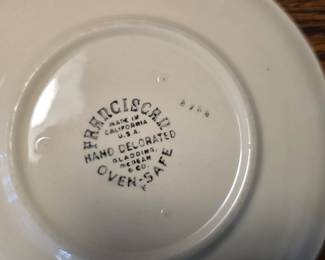 FRANCISCAN
MADE IN
CALIFORNIA
U.S.A.
HAND DECORATED
GLADDING,
McBEAN
& CO.
OVEN-SAFE